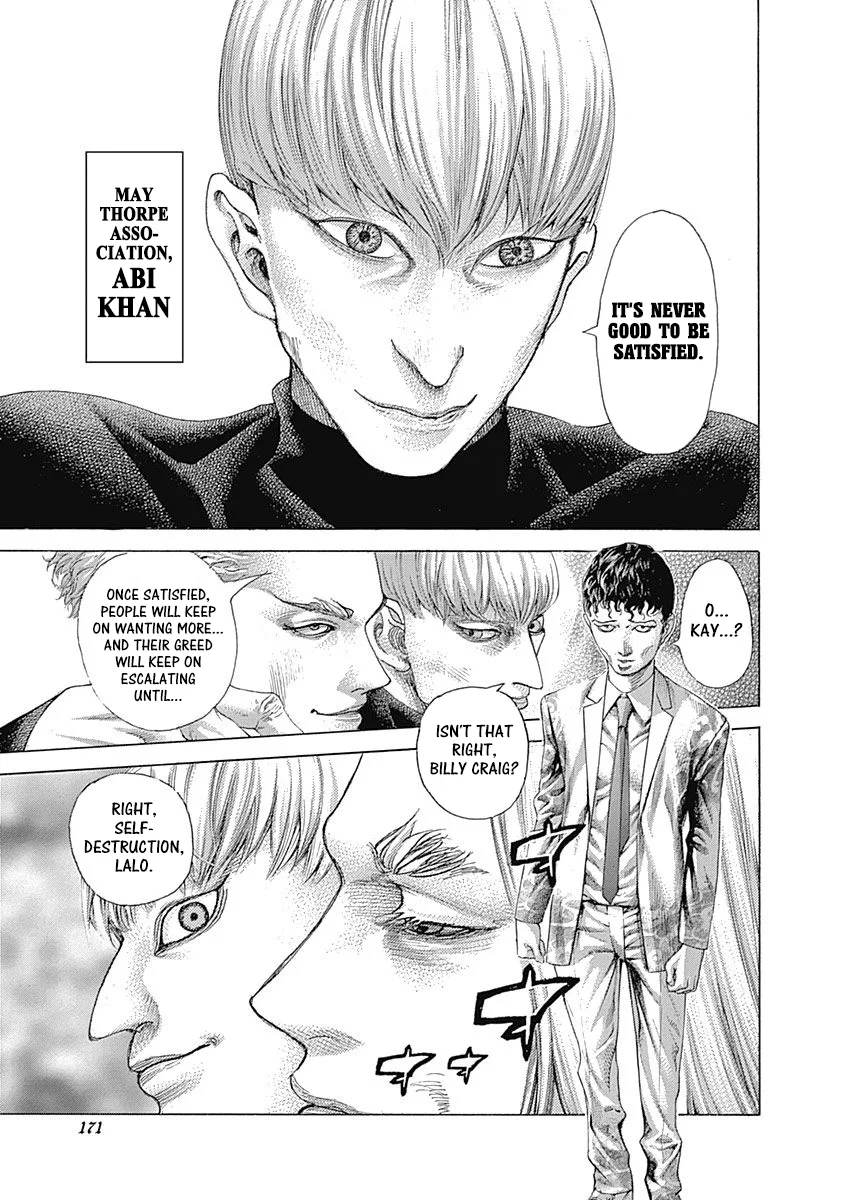 IT'S NEVER
GOOD TO BE
SATISFIED.
MAY
THORPE
ASSO-
CIATION,
ABI
KHAN
O...
KAY...?
ONCE SATISFIED,
PEOPLE WILL KEEP
ON WANTING MORE...
AND THEIR GREED
WILL KEEP ON
ESCALATING
UNTIL...
ISN'T THAT
RIGHT,
BILLY CRAIG?
RIGHT,
SELF-
DESTRUCTION,
LALO.
171